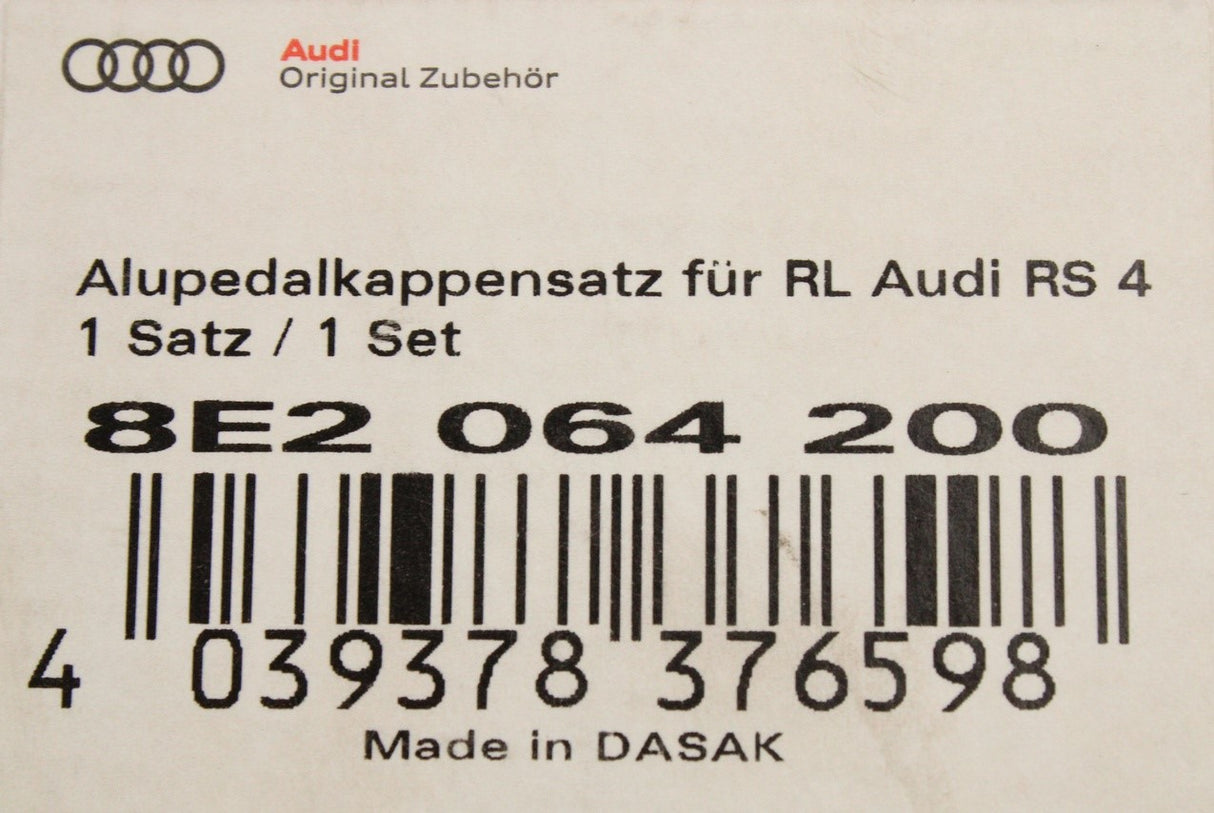 Audi
Original Zubehör
Alupedalkappensatz für RL Audi RS 4
1 Satz / 1 Set
8E2 064 200
4 039378 376598
Made in DASAK